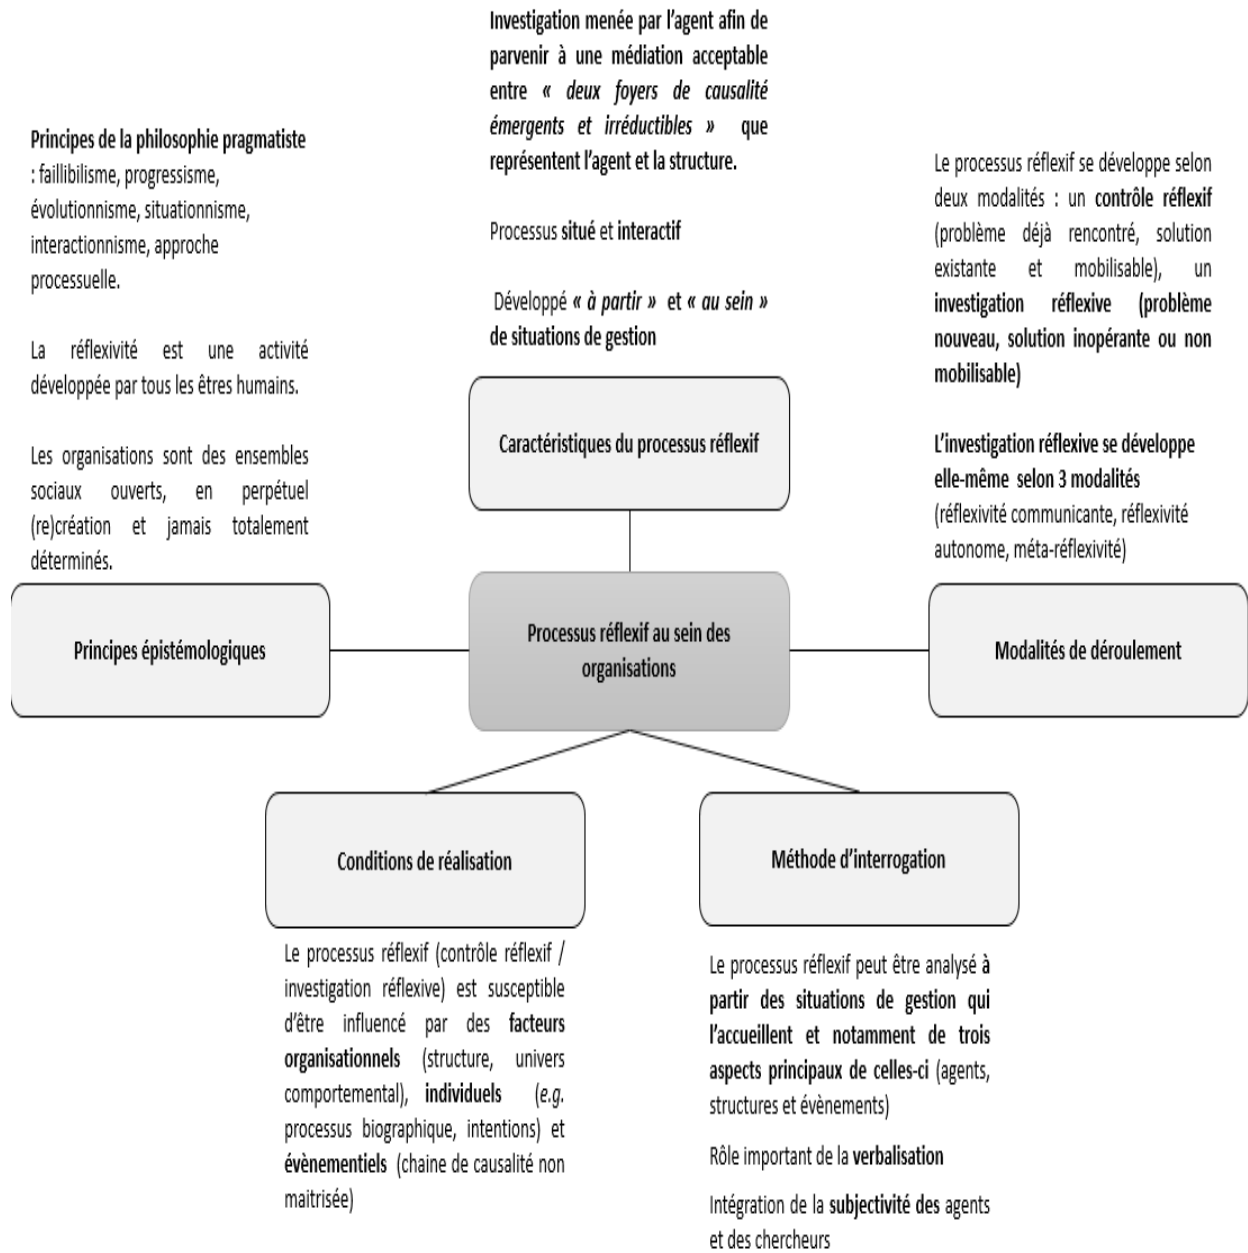 Investigation menée par l'agent afin de
parvenir à une médiation acceptable
entre « deux foyers de causalité
émergents et irréductibles » que
représentent l'agent et la structure.
Processus situé et interactif
Développé « à partir » et « au sein »
de situations de gestion
Caractéristiques du processus réflexif
Principes de la philosophie pragmatiste
: faillibilisme, progressisme,
évolutionnisme, situationnisme,
interactionnisme, approche
processuelle.
La réflexivité est une activité
développée par tous les êtres humains.
Les organisations sont des ensembles
sociaux ouverts, en perpétuel
(re)création et jamais totalement
déterminés.
Principes épistémologiques
Processus réflexif au sein des
organisations
Le processus réflexif se développe selon
deux modalités : un contrôle réflexif
(problème déjà rencontré, solution
existante et mobilisable), un
investigation réflexive (problème
nouveau, solution inopérante ou non
mobilisable)
L'investigation réflexive se développe
elle-même selon 3 modalités
(réflexivité communicante, réflexivité
autonome, méta-réflexivité)
Modalités de déroulement
Conditions de réalisation
Le processus réflexif (contrôle réflexif /
investigation réflexive) est susceptible
d'être influencé par des facteurs
organisationnels (structure, univers
comportemental), individuels (e.g.
processus biographique, intentions) et
évènementiels (chaine de causalité non
maitrisée)
Méthode d'interrogation
Le processus réflexif peut être analysé à
partir des situations de gestion qui
l'accueillent et notamment de trois
aspects principaux de celles-ci (agents,
structures et évènements)
Rôle important de la verbalisation
Intégration de la subjectivité des agents
et des chercheurs